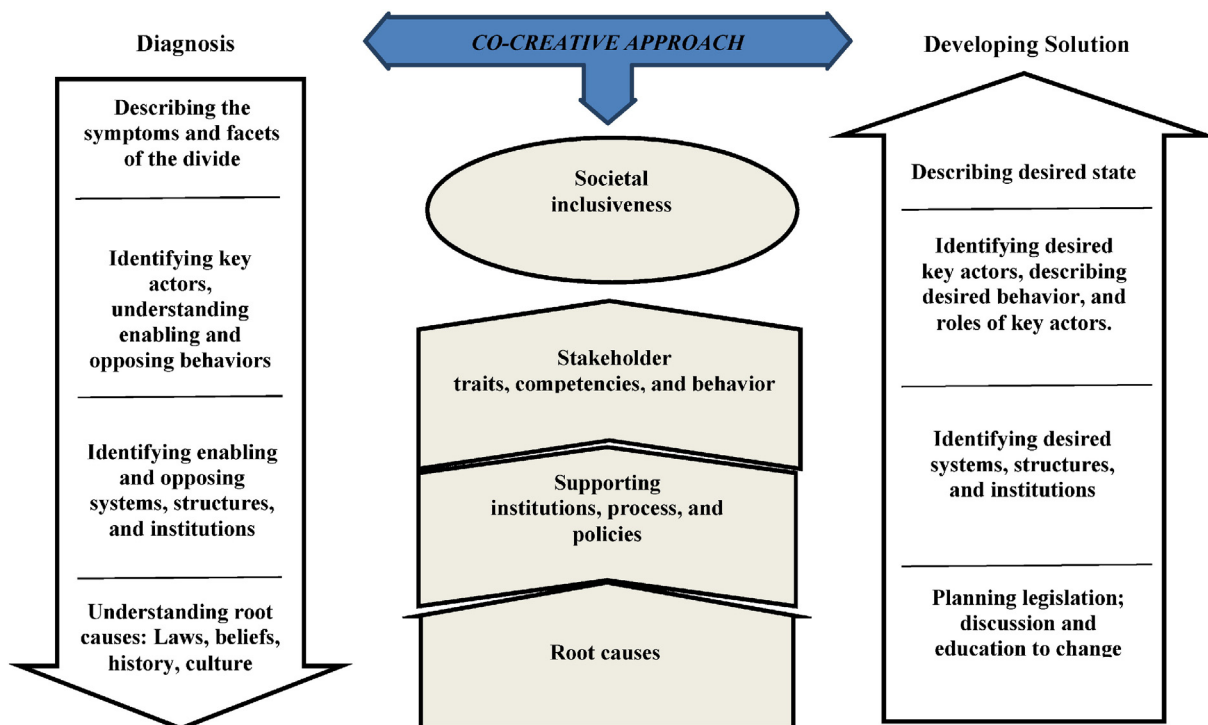 Diagnosis
CO-CREATIVE APPROACH
Developing Solution
Describing the
symptoms and facets
of the divide
Identifying key
actors,
understanding
enabling and
opposing behaviors
Identifying enabling
and opposing
systems, structures,
and institutions
Understanding root
causes: Laws, beliefs,
history, culture
Societal
inclusiveness
Stakeholder
traits, competencies, and behavior
Supporting
institutions, process, and
policies
Root causes
Describing desired state
Identifying desired
key actors, describing
desired behavior, and
roles of key actors.
Identifying desired
systems, structures,
and institutions
Planning legislation;
discussion and
education to change